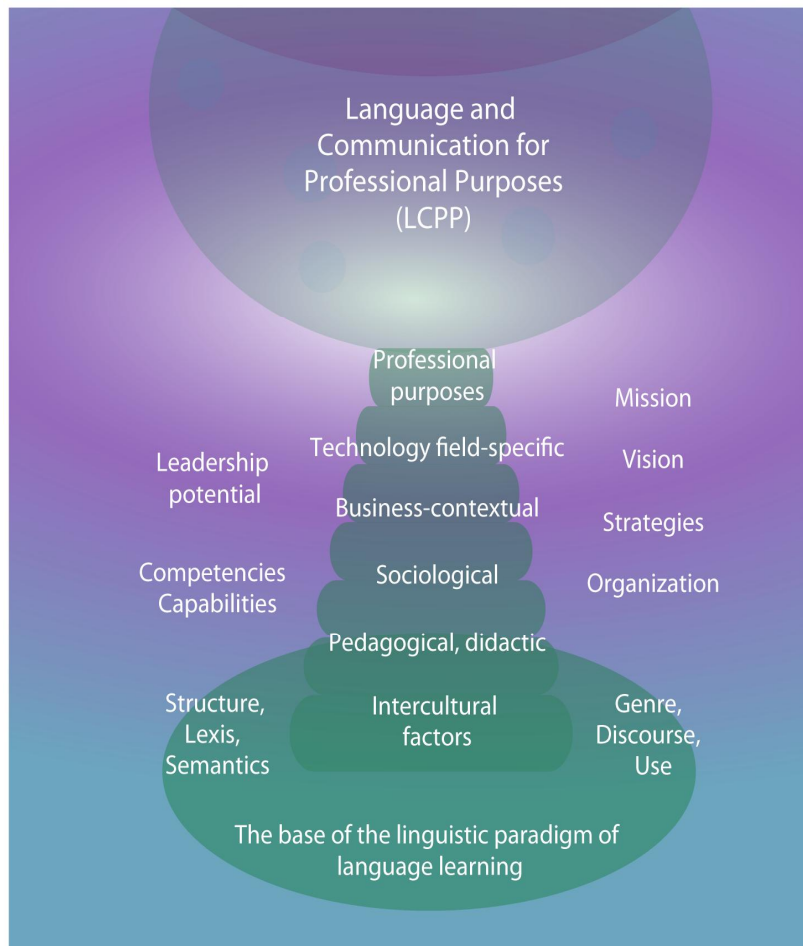 Language and
Communication for
Professional Purposes
(LCPP)
Professional
purposes
Mission
Technology field-specific
Leadership
potential
Vision
Business-contextual
Strategies
Competencies
Capabilities
Sociological
Organization
Pedagogical, didactic
Structure,
Lexis,
Semantics
Intercultural
factors
Genre,
Discourse,
Use
The base of the linguistic paradigm of
language learning